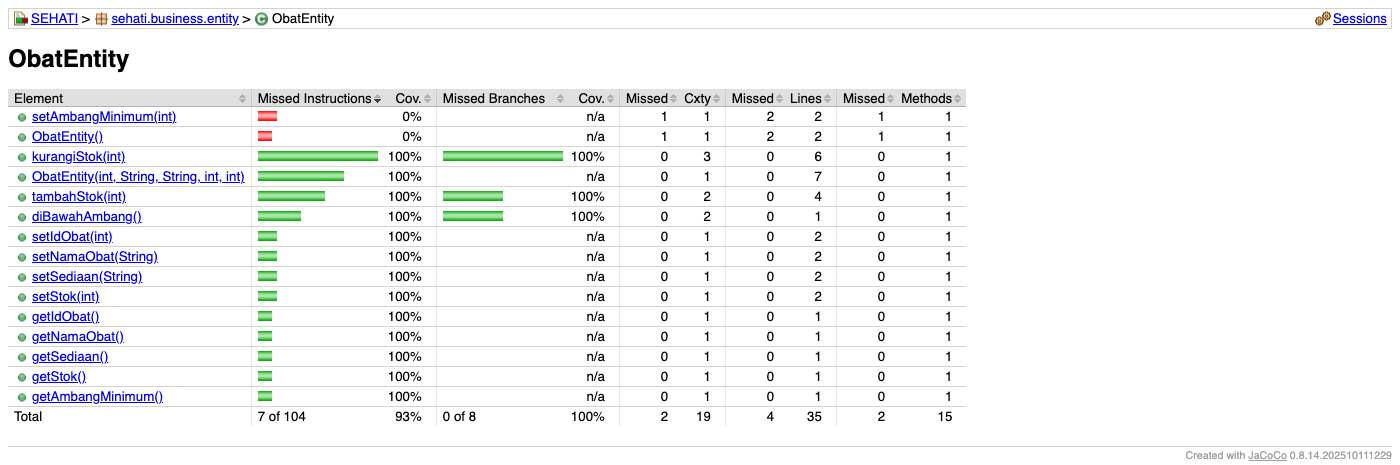 SEHATI > sehati.business.entity > ObatEntity Sessions
ObatEntity
Element Missed Instructions Cov. Missed Branches Cov. Missed Cxty Missed Lines Missed Methods
setAmbangMinimum(int) 0% n/a 1 1 2 2 1 1
ObatEntity() 0% n/a 1 1 2 2 1 1
kurangiStok(int) 100% 100% 0 3 0 6 0 1
ObatEntity(int, String, String, int, int) 100% n/a 0 1 0 7 0 1
tambahStok(int) 100% 100% 0 2 0 4 0 1
diBawahAmbang() 100% 100% 0 2 0 1 0 1
setIdObat(int) 100% n/a 0 1 0 2 0 1
setNamaObat(String) 100% n/a 0 1 0 2 0 1
setSediaan(String) 100% n/a 0 1 0 2 0 1
setStok(int) 100% n/a 0 1 0 2 0 1
getIdObat() 100% n/a 0 1 0 1 0 1
getNamaObat() 100% n/a 0 1 0 1 0 1
getSediaan() 100% n/a 0 1 0 1 0 1
getStok() 100% n/a 0 1 0 1 0 1
getAmbangMinimum() 100% n/a 0 1 0 1 0 1
Total 7 of 104 93% 0 of 8 100% 2 19 4 35 2 15
Created with JaCoCo 0.8.14.202510111229